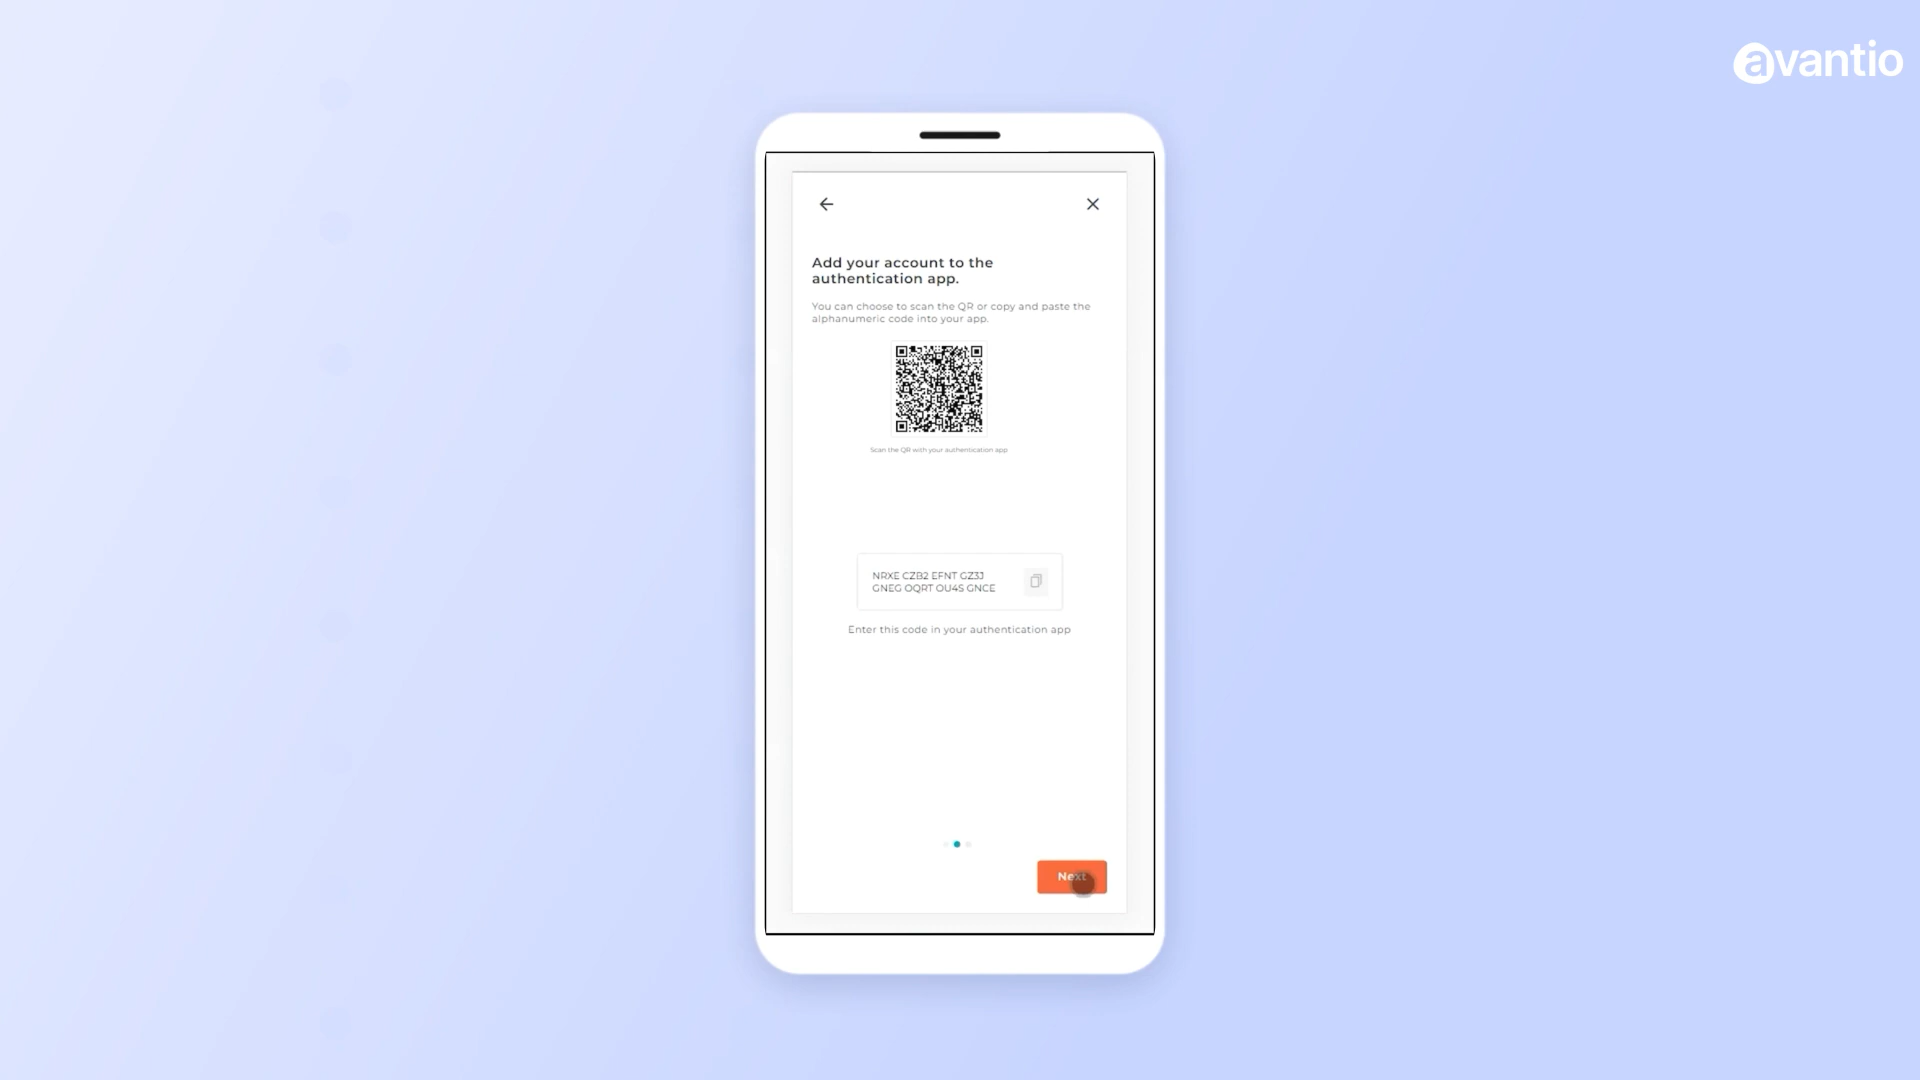 avantio
Add your account to the
authentication app.
You can choose to scan the QR or copy and paste the
alphanumeric code into your app.
Scan the QR with your authentication app
NRXE CZB2 EFNT GZ3J
GNEG OQRT OU4S GNCE
Enter this code in your authentication app
Next